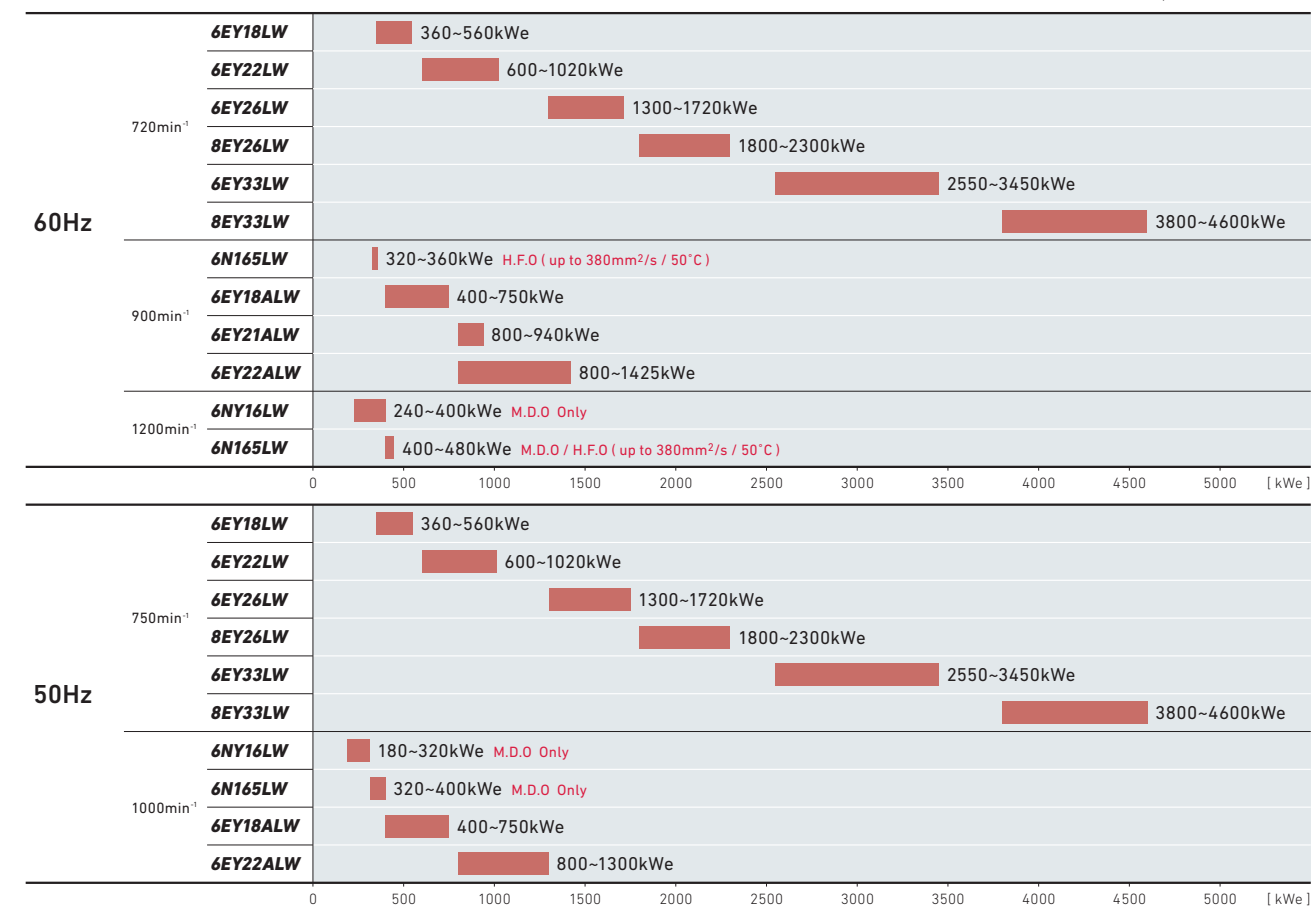 6EY18LW 360~560kWe
6EY22LW 600~1020kWe
6EY26LW 1300~1720kWe
720min⁻¹
8EY26LW 1800~2300kWe
6EY33LW 2550~3450kWe
60Hz
8EY33LW 3800~4600kWe
6N165LW 320~360kWe H.F.O ( up to 380mm²/s / 50˚C )
6EY18ALW 400~750kWe
900min⁻¹
6EY21ALW 800~940kWe
6EY22ALW 800~1425kWe
6NY16LW 240~400kWe M.D.O Only
1200min⁻¹
6N165LW 400~480kWe M.D.O / H.F.O ( up to 380mm²/s / 50˚C )
0 500 1000 1500 2000 2500 3000 3500 4000 4500 5000 [ kWe ]
6EY18LW 360~560kWe
6EY22LW 600~1020kWe
6EY26LW 1300~1720kWe
750min⁻¹
8EY26LW 1800~2300kWe
6EY33LW 2550~3450kWe
50Hz
8EY33LW 3800~4600kWe
6NY16LW 180~320kWe M.D.O Only
6N165LW 320~400kWe M.D.O Only
1000min⁻¹
6EY18ALW 400~750kWe
6EY22ALW 800~1300kWe
0 500 1000 1500 2000 2500 3000 3500 4000 4500 5000 [ kWe ]